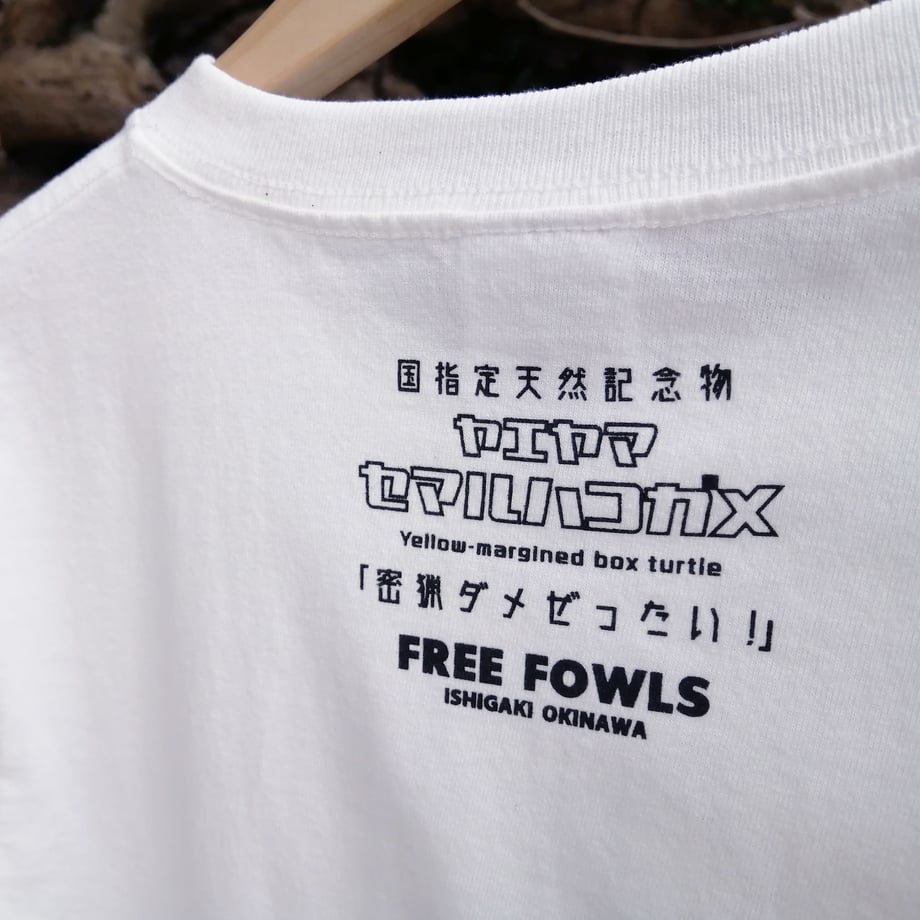 国指定天然記念物
ヤエヤマ
セマルハコガメ
Yellow-margined box turtle
「密猟ダメぜったい!」
FREE FOWLS
ISHIGAKI OKINAWA